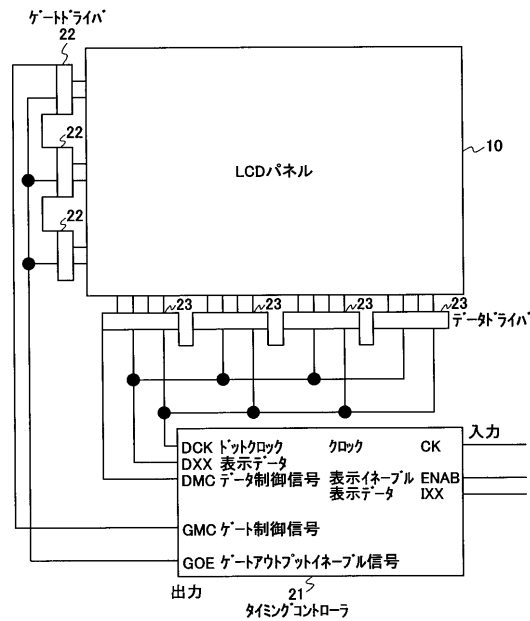 ゲートドライバ
22
22
22
LCDパネル
10
23
23
23
23
データドライバ
DCK ドットクロック クロック CK 入力
DXX 表示データ
DMC データ制御信号 表示イネーブル ENAB
表示データ IXX
GMC ゲート制御信号
GOE ゲートアウトプットイネーブル信号
出力
21
タイミングコントローラ